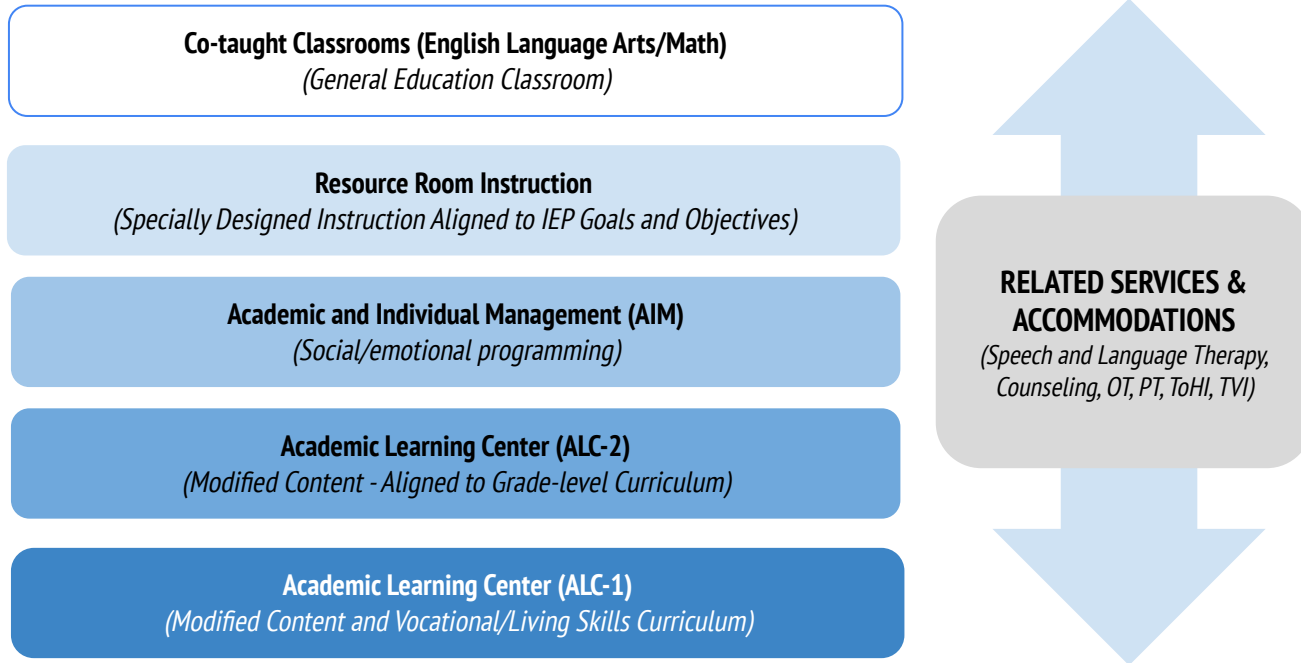 Co-taught Classrooms (English Language Arts/Math)
(General Education Classroom)
Resource Room Instruction
(Specially Designed Instruction Aligned to IEP Goals and Objectives)
Academic and Individual Management (AIM)
(Social/emotional programming)
Academic Learning Center (ALC-2)
(Modified Content - Aligned to Grade-level Curriculum)
Academic Learning Center (ALC-1)
(Modified Content and Vocational/Living Skills Curriculum)
RELATED SERVICES &
ACCOMMODATIONS
(Speech and Language Therapy,
Counseling, OT, PT, ToHI, TVI)